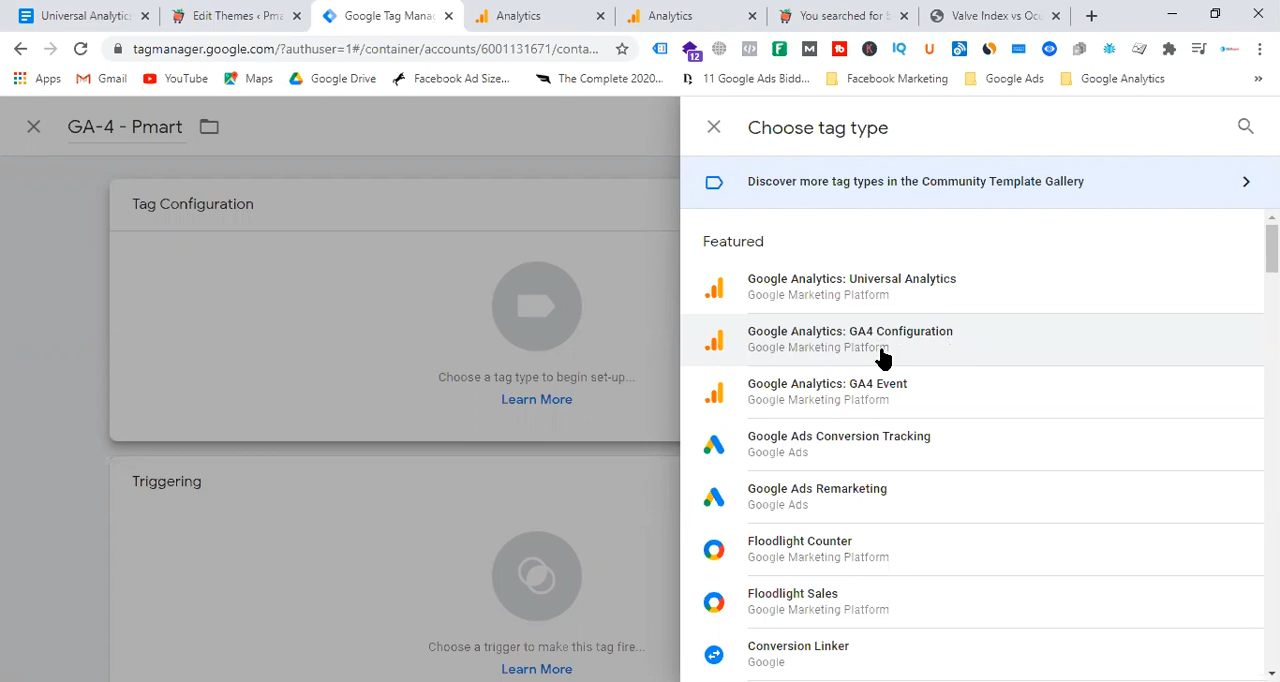 Universal Analytic
Edit Themes ‹ Pma
Google Tag Mana
Analytics
Analytics
You searched for b
Valve Index vs Ocu
tagmanager.google.com/?authuser=1#/container/accounts/6001131671/conta...
12
Apps
Gmail
YouTube
Maps
Google Drive
Facebook Ad Size...
The Complete 2020...
11 Google Ads Bidd...
Facebook Marketing
Google Ads
Google Analytics
GA-4 - Pmart
Choose tag type
Discover more tag types in the Community Template Gallery
Tag Configuration
Choose a tag type to begin set-up...
Learn More
Triggering
Choose a trigger to make this tag fire...
Learn More
Featured
Google Analytics: Universal Analytics
Google Marketing Platform
Google Analytics: GA4 Configuration
Google Marketing Platform
Google Analytics: GA4 Event
Google Marketing Platform
Google Ads Conversion Tracking
Google Ads
Google Ads Remarketing
Google Ads
Floodlight Counter
Google Marketing Platform
Floodlight Sales
Google Marketing Platform
Conversion Linker
Google